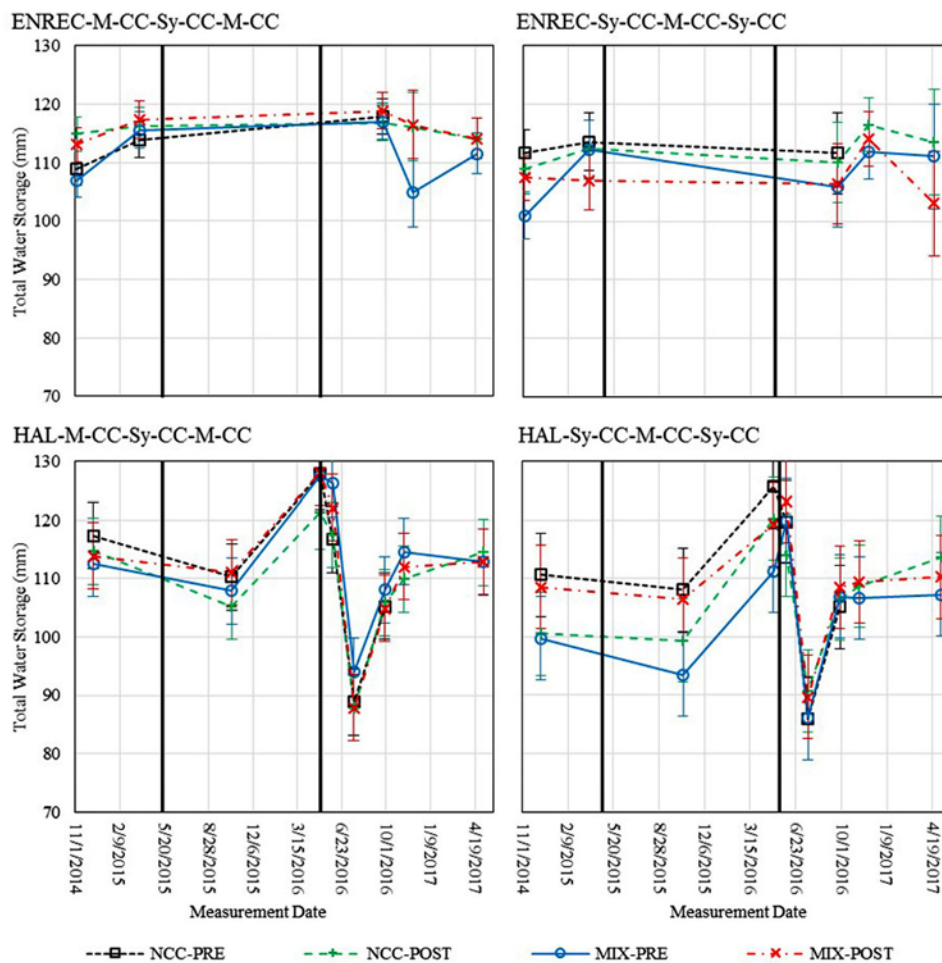 ENREC-M-CC-Sy-CC-M-CC
ENREC-Sy-CC-M-CC-Sy-CC
130
120
110
100
90
80
70
Total Water Storage (mm)
HAL-M-CC-Sy-CC-M-CC
HAL-Sy-CC-M-CC-Sy-CC
130
120
110
100
90
80
70
Total Water Storage (mm)
11/1/2014
2/9/2015
5/20/2015
8/28/2015
12/6/2015
3/15/2016
6/23/2016
10/1/2016
1/9/2017
4/19/2017
11/1/2014
2/9/2015
5/20/2015
8/28/2015
12/6/2015
3/15/2016
6/23/2016
10/1/2016
1/9/2017
4/19/2017
Measurement Date
Measurement Date
NCC-PRE
NCC-POST
MIX-PRE
MIX-POST